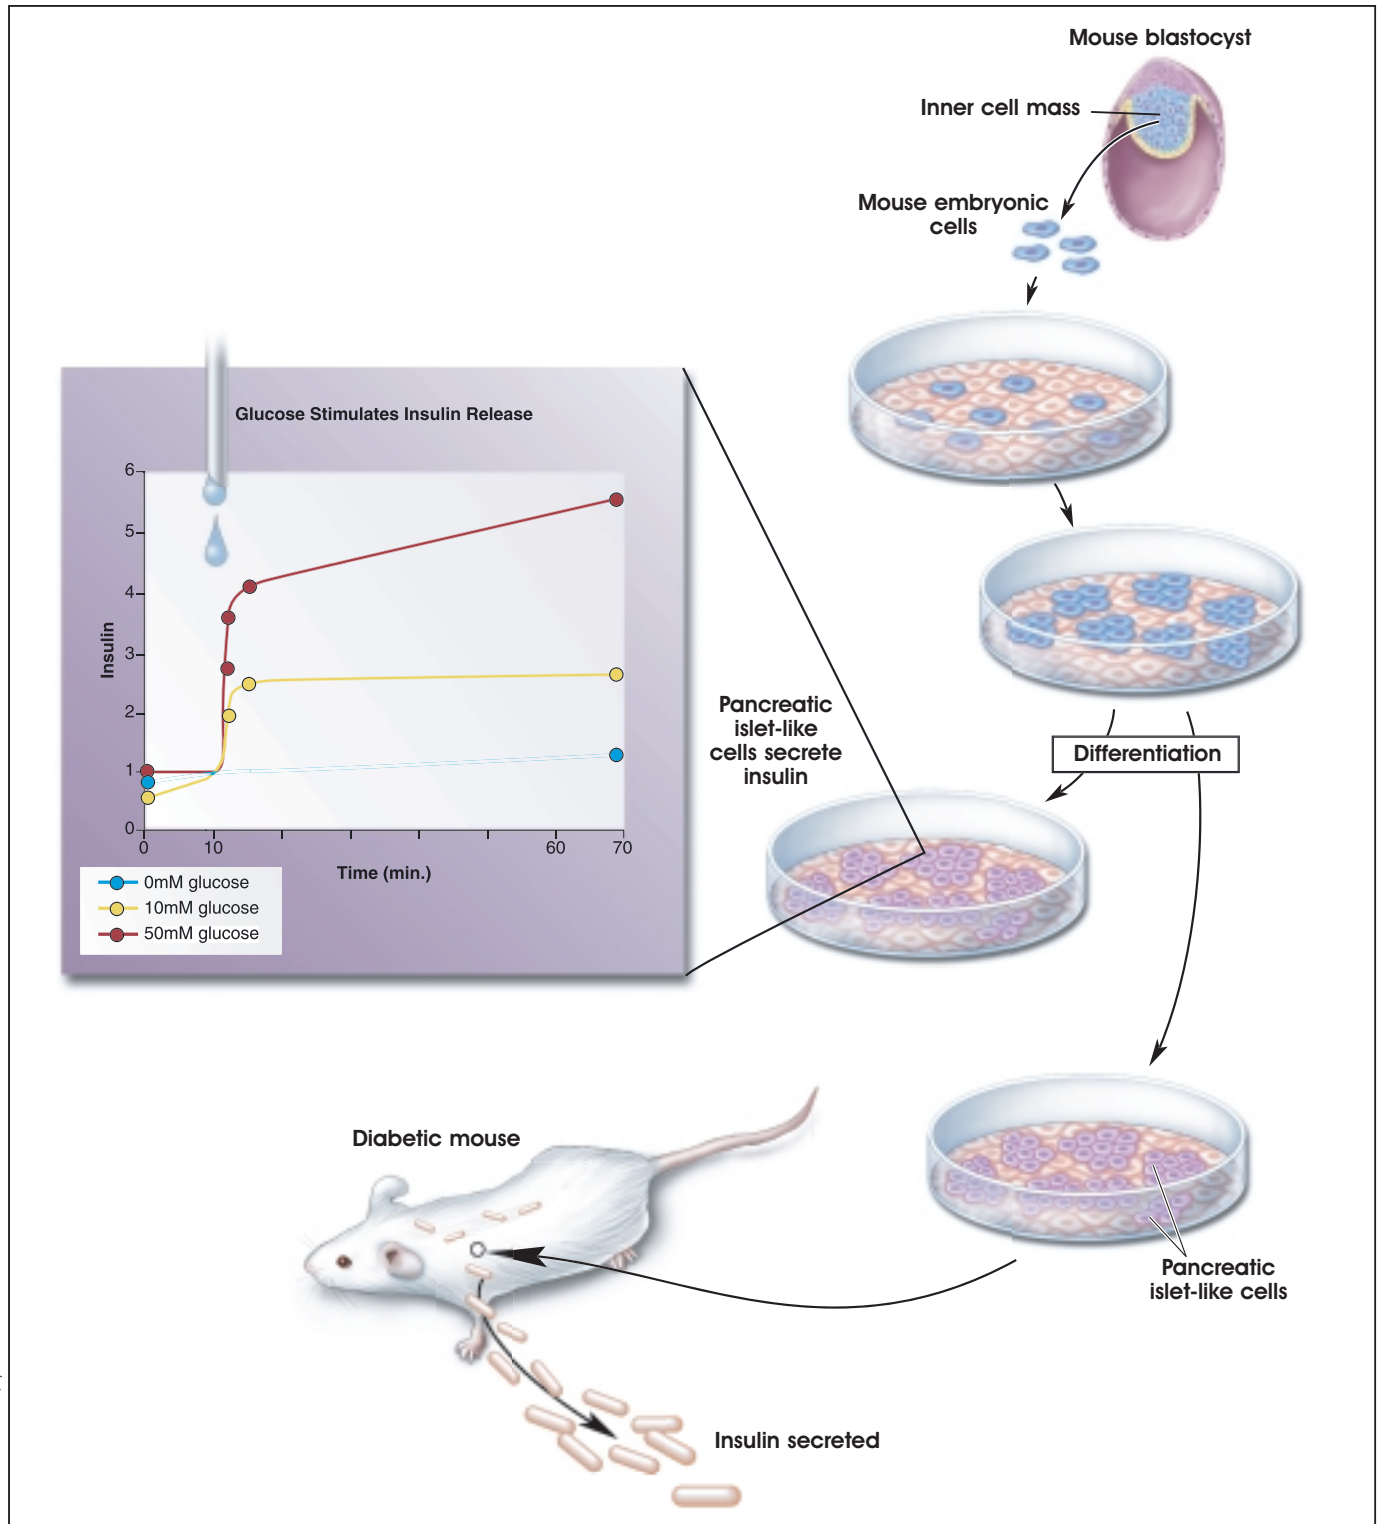 Mouse blastocyst
Inner cell mass
Mouse embryonic
cells
Glucose Stimulates Insulin Release
6
5
4
3
2
1
0
Insulin
0
10
60
70
Time (min.)
0mM glucose
10mM glucose
50mM glucose
Pancreatic
islet-like
cells secrete
insulin
Differentiation
Diabetic mouse
Pancreatic
islet-like cells
Insulin secreted